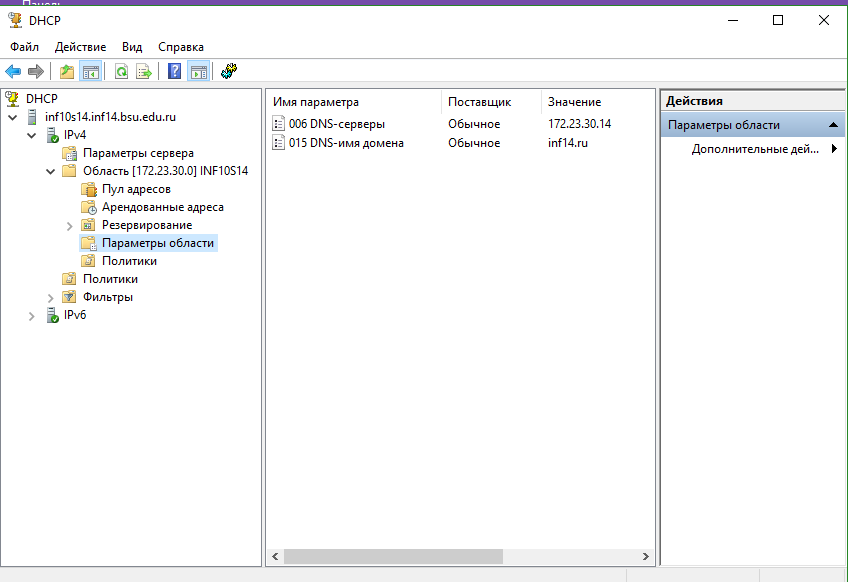 Панель
DHCP
Файл Действие Вид Справка
DHCP
inf10s14.inf14.bsu.edu.ru
IPv4
Параметры сервера
Область [172.23.30.0] INF10S14
Пул адресов
Арендованные адреса
Резервирование
Параметры области
Политики
Политики
Фильтры
IPv6
Имя параметра Поставщик Значение
006 DNS-серверы Обычное 172.23.30.14
015 DNS-имя домена Обычное inf14.ru
Действия
Параметры области
Дополнительные дей...